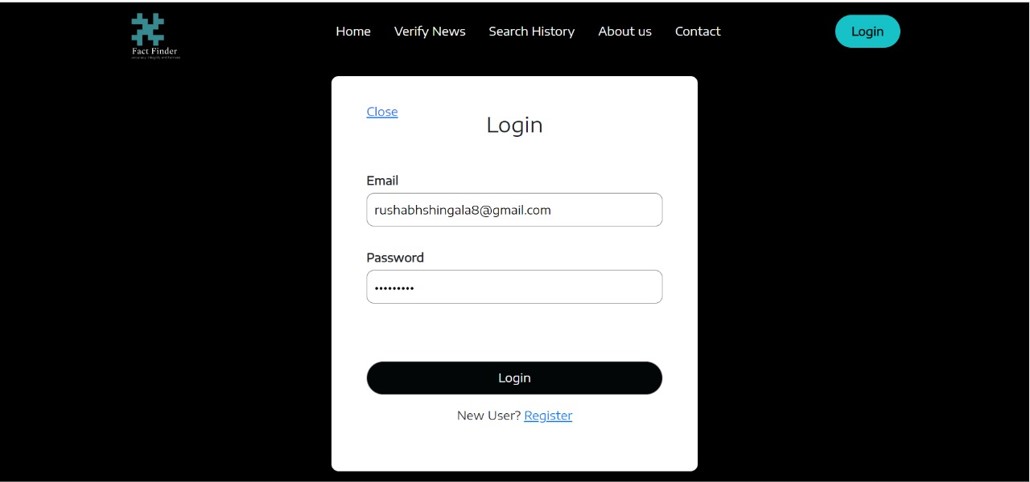 Fact Finder
Home Verify News Search History About us Contact Login
Close
Login
Email
rushabhshingala8@gmail.com
Password
•••••••••
Login
New User? Register